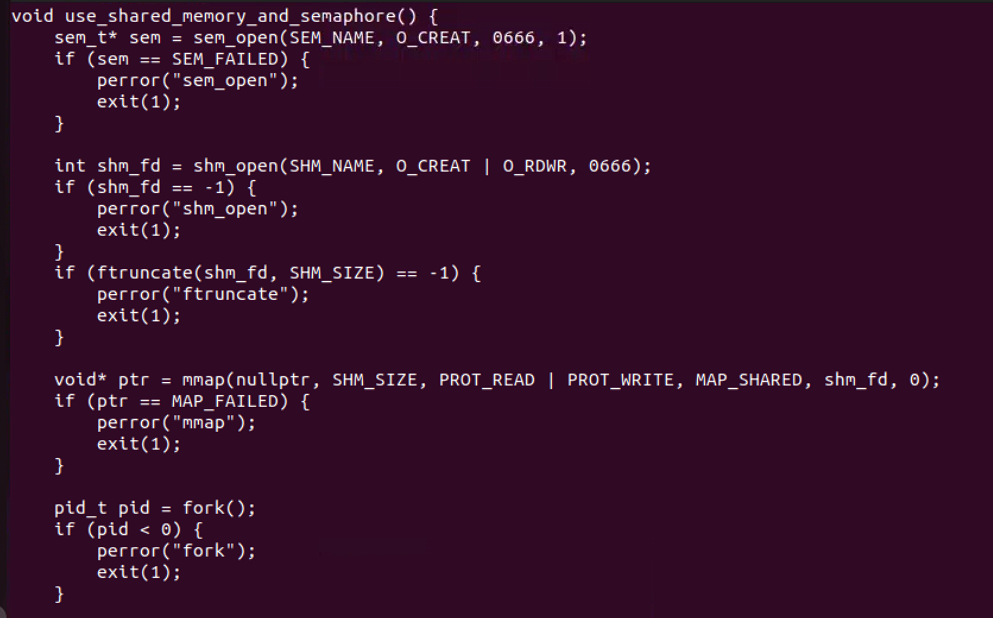 void use_shared_memory_and_semaphore() {
    sem_t* sem = sem_open(SEM_NAME, O_CREAT, 0666, 1);
    if (sem == SEM_FAILED) {
        perror("sem_open");
        exit(1);
    }

    int shm_fd = shm_open(SHM_NAME, O_CREAT | O_RDWR, 0666);
    if (shm_fd == -1) {
        perror("shm_open");
        exit(1);
    }
    if (ftruncate(shm_fd, SHM_SIZE) == -1) {
        perror("ftruncate");
        exit(1);
    }

    void* ptr = mmap(nullptr, SHM_SIZE, PROT_READ | PROT_WRITE, MAP_SHARED, shm_fd, 0);
    if (ptr == MAP_FAILED) {
        perror("mmap");
        exit(1);
    }

    pid_t pid = fork();
    if (pid < 0) {
        perror("fork");
        exit(1);
    }